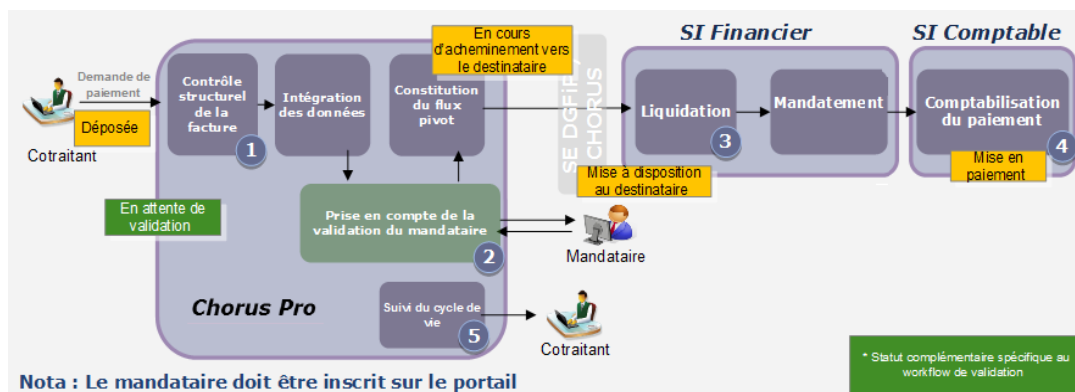 En cours
d'acheminement vers
le destinataire
SI Financier
SI Comptable
Demande de
paiement
Déposée
Cotraitant
Contrôle
structurel
de la
facture
1
Intégration
des données
Constitution
du flux
pivot
SE DGFiP /
CHORUS
Liquidation
3
Mandatement
Comptabilisation
du paiement
4
Mise en
paiement
Mise à disposition
au destinataire
En attente de
validation
Prise en compte de la
validation du mandataire
2
Mandataire
Chorus Pro
Suivi du cycle de
vie
5
Cotraitant
* Statut complémentaire spécifique au
workflow de validation
Nota : Le mandataire doit être inscrit sur le portail